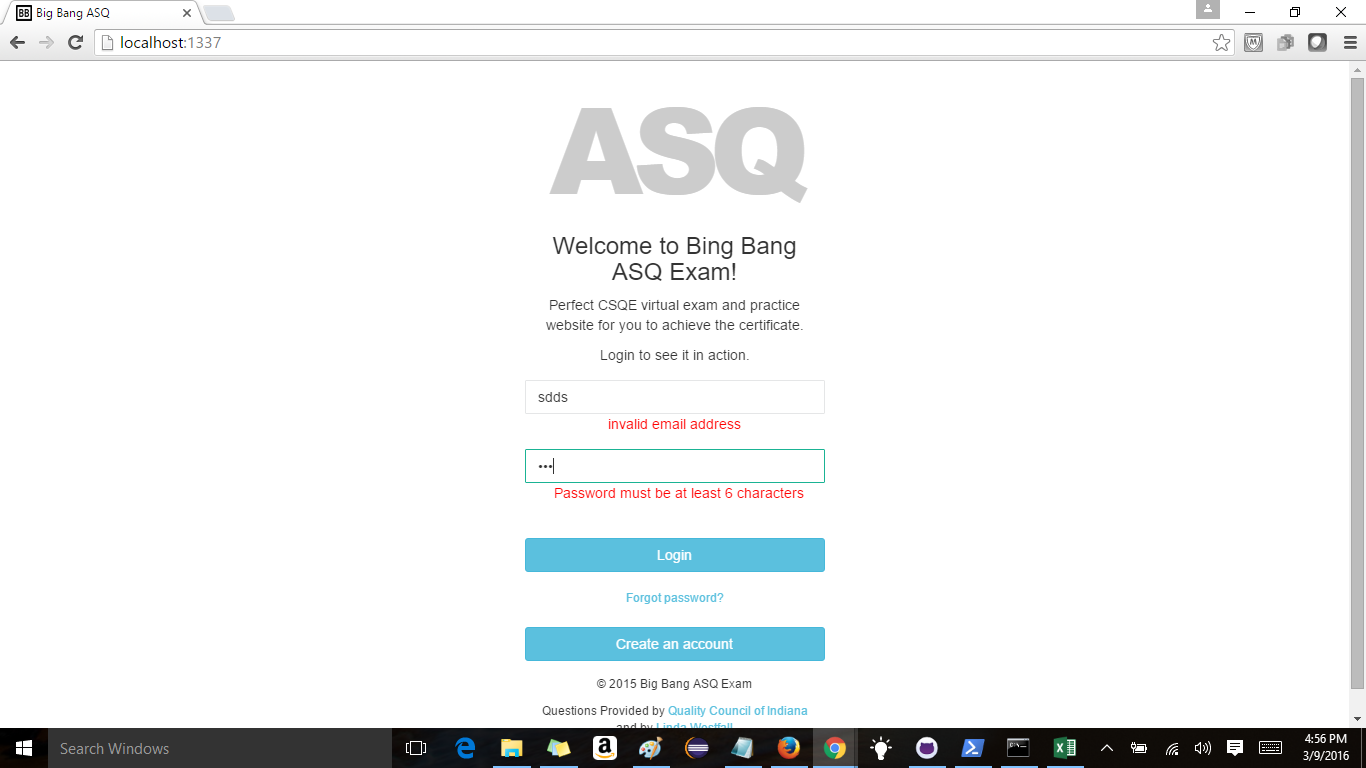 BB Big Bang ASQ
localhost:1337
ASQ
Welcome to Bing Bang
ASQ Exam!
Perfect CSQE virtual exam and practice
website for you to achieve the certificate.
Login to see it in action.
sdds
invalid email address
•••
Password must be at least 6 characters
Login
Forgot password?
Create an account
© 2015 Big Bang ASQ Exam
Questions Provided by Quality Council of Indiana
and by Linda Westfall
Search Windows
4:56 PM
3/9/2016